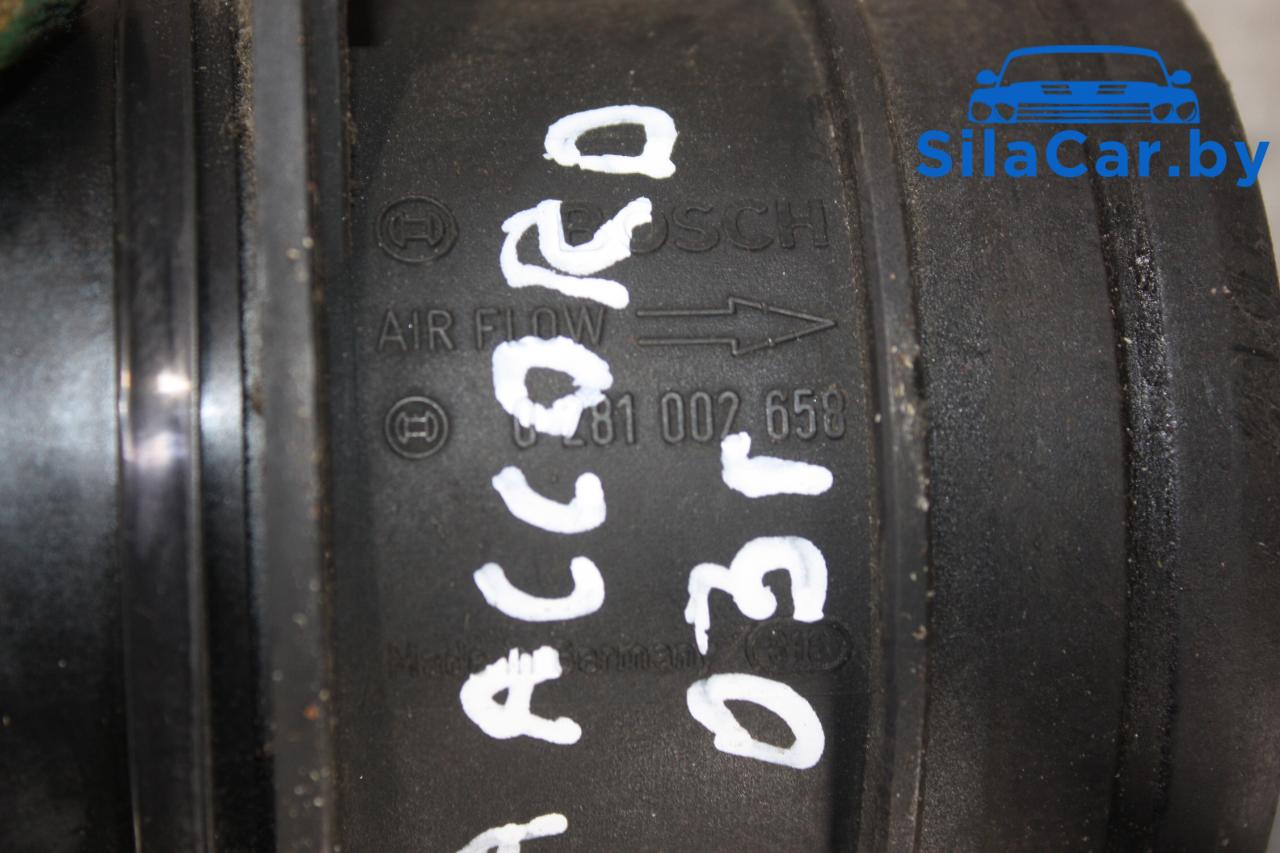 SilaCar.by
BOSCH
AIR FLOW
0 281 002 658
Made in Germany
ACCORD
03г